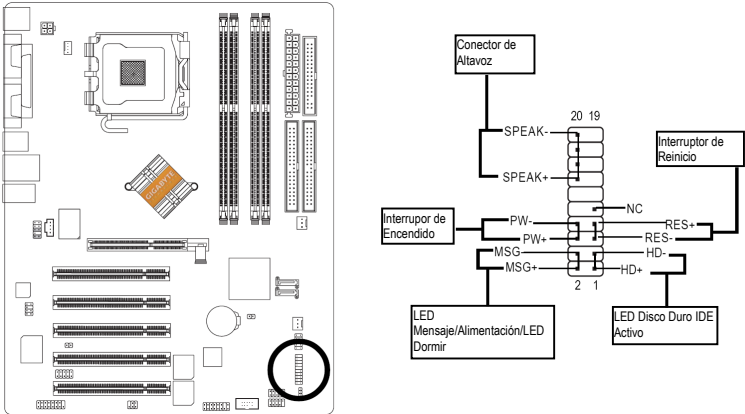 GIGABYTE
Conector de
Altavoz
20 19
SPEAK-
SPEAK+
Interruptor de
Reinicio
NC
Interrupor de
Encendido
PW-
PW+
RES+
RES-
MSG-
MSG+
HD-
HD+
2 1
LED
Mensaje/Alimentación/LED
Dormir
LED Disco Duro IDE
Activo